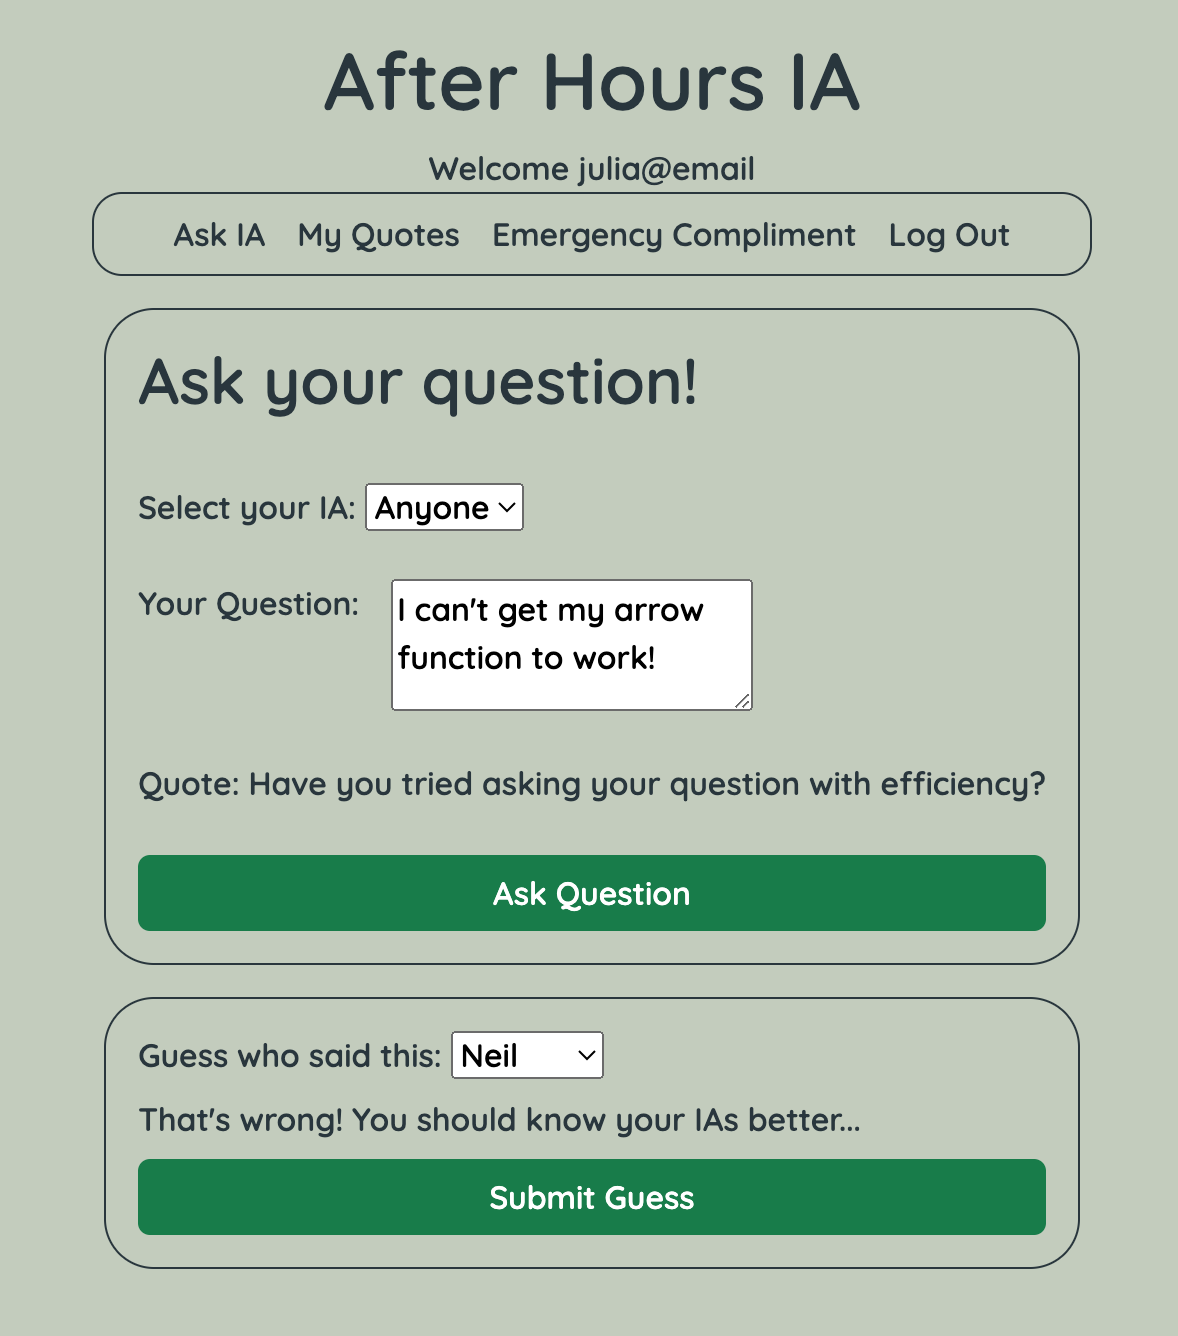 After Hours IA
Welcome julia@email
Ask IA My Quotes Emergency Compliment Log Out
Ask your question!
Select your IA: Anyone
Your Question: I can't get my arrow
function to work!
Quote: Have you tried asking your question with efficiency?
Ask Question
Guess who said this: Neil
That's wrong! You should know your IAs better...
Submit Guess